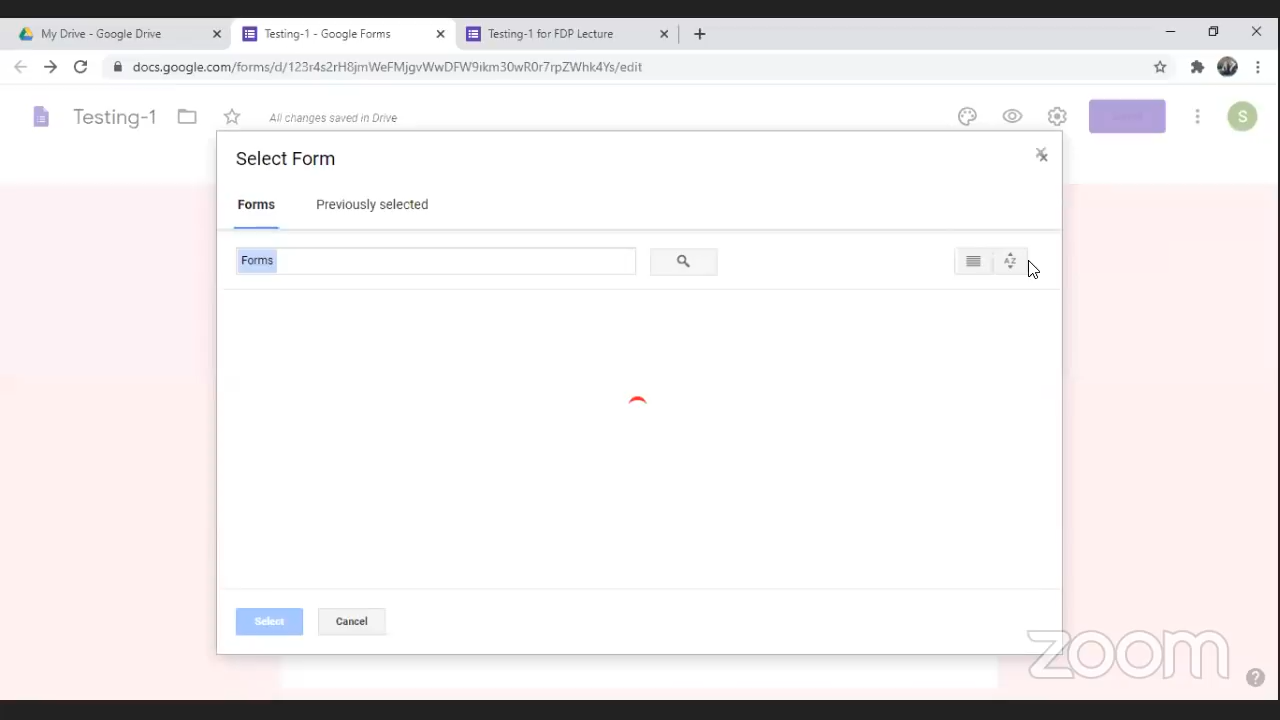 My Drive - Google Drive
Testing-1 - Google Forms
Testing-1 for FDP Lecture
docs.google.com/forms/d/123r4s2rH8jmWeFMjgvWwDFW9ikm30wR0r7rpZWhk4Ys/edit
Testing-1
All changes saved in Drive
S
Select Form
Forms
Previously selected
Forms
AZ
Select
Cancel
zoom